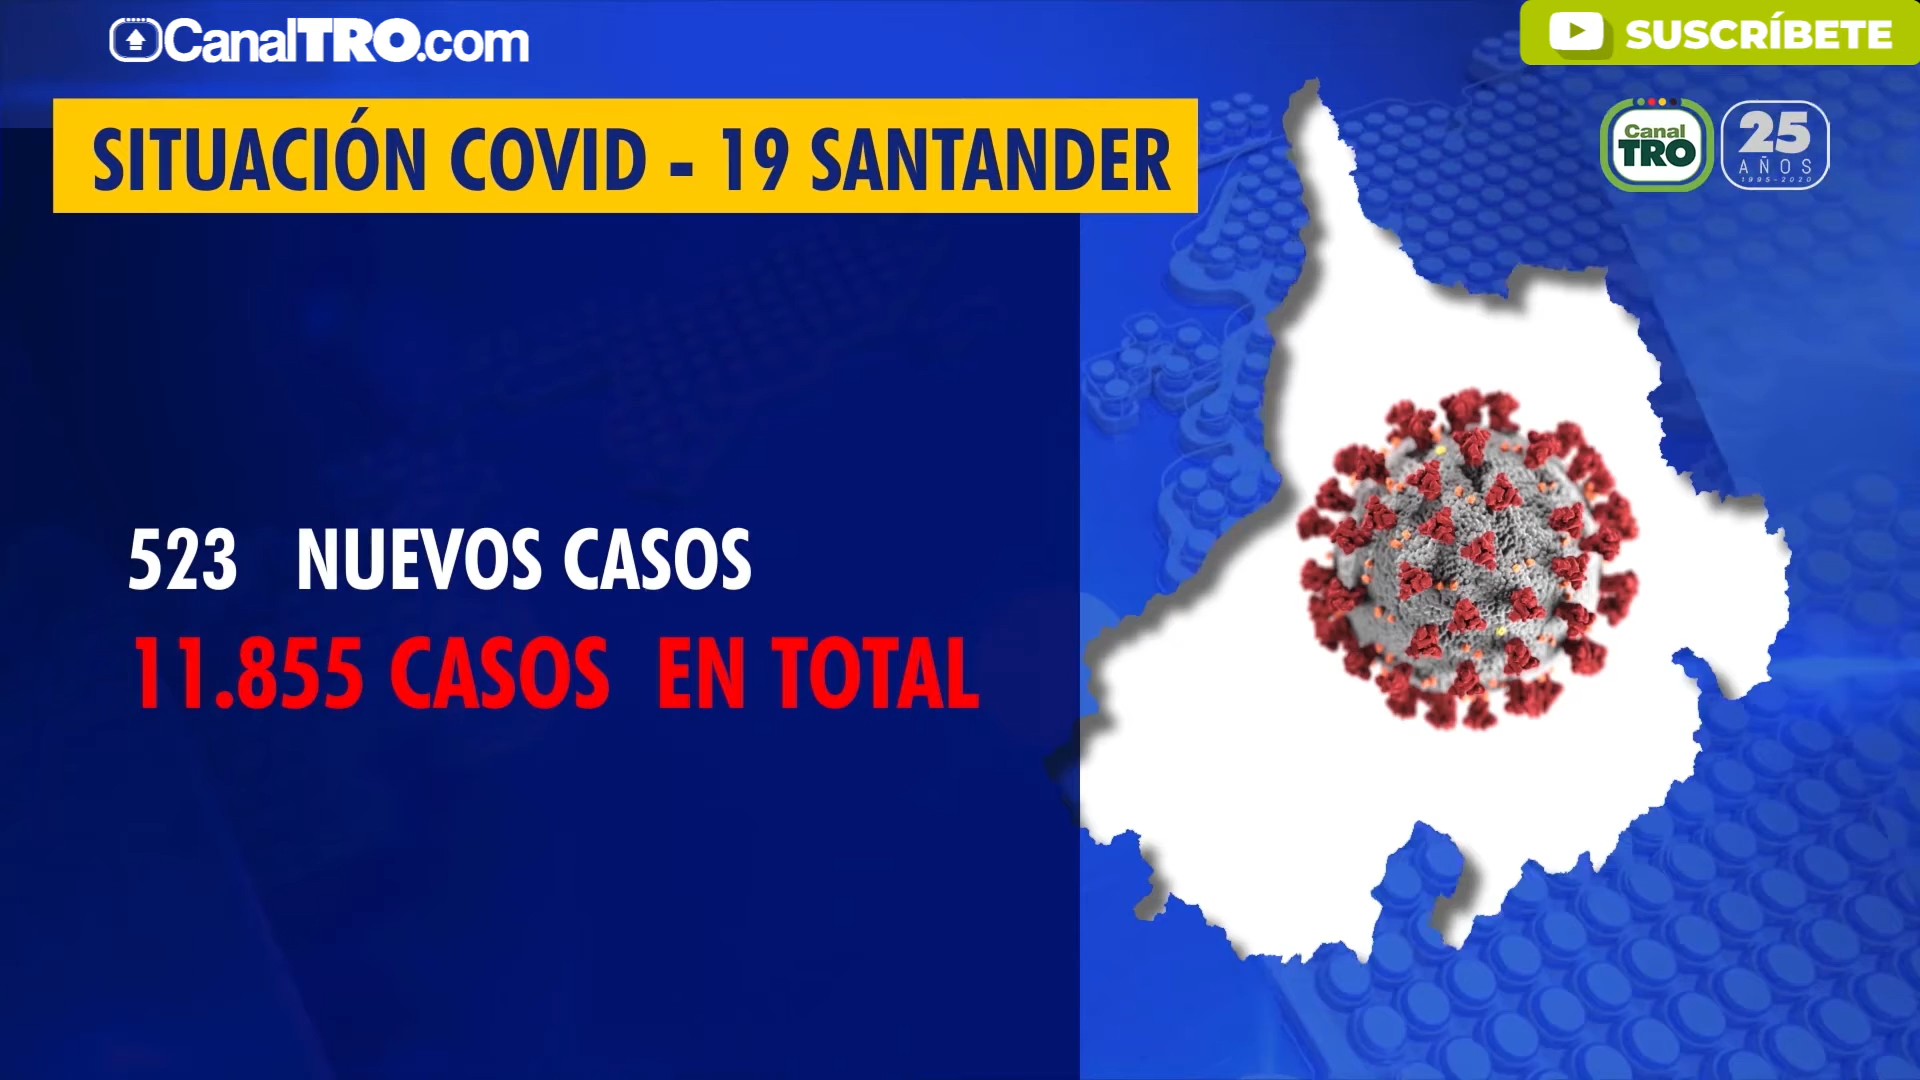 CanalTRO.com
SUSCRÍBETE
SITUACIÓN COVID - 19 SANTANDER
Canal
TRO
25
AÑOS
1995-2020
523 NUEVOS CASOS
11.855 CASOS EN TOTAL